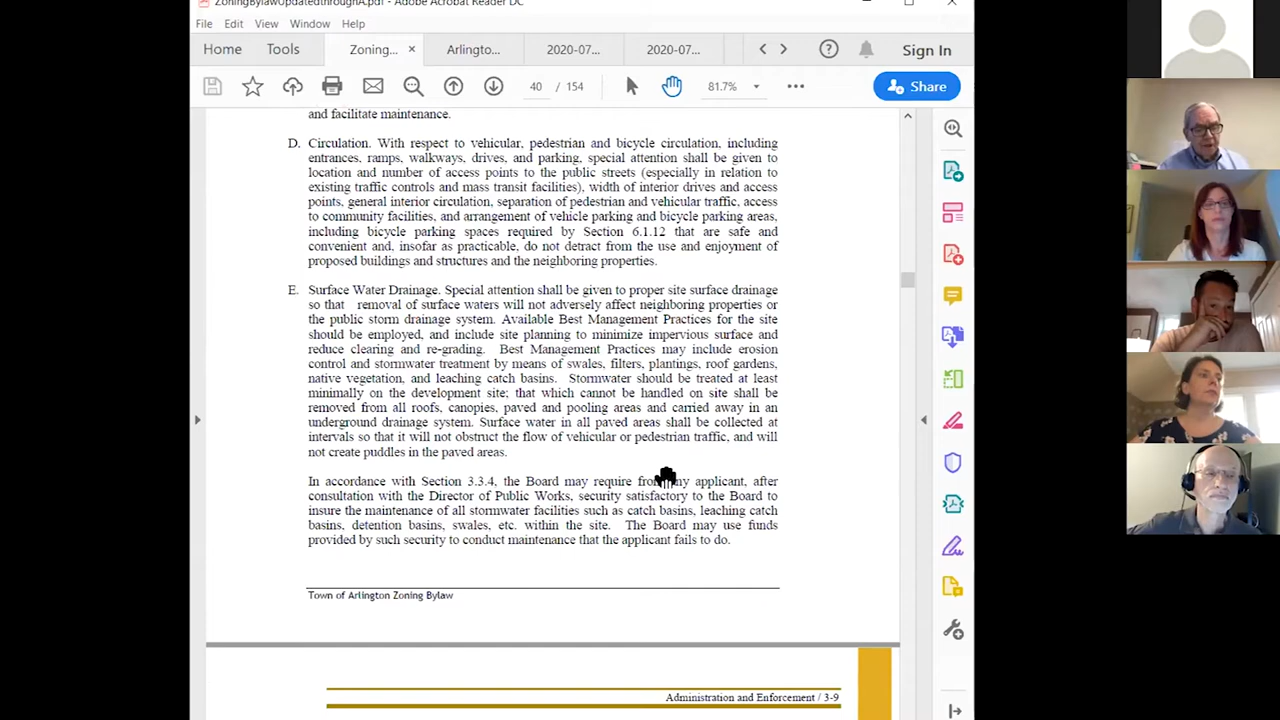 ZoningBylawUpdatedthroughA.pdf - Adobe Acrobat Reader DC
File Edit View Window Help
Home Tools Zoning... × Arlingto... 2020-07... 2020-07... Sign In
40 / 154 81.7% Share
and facilitate maintenance.
D. Circulation. With respect to vehicular, pedestrian and bicycle circulation, including
entrances, ramps, walkways, drives, and parking, special attention shall be given to
location and number of access points to the public streets (especially in relation to
existing traffic controls and mass transit facilities), width of interior drives and access
points, general interior circulation, separation of pedestrian and vehicular traffic, access
to community facilities, and arrangement of vehicle parking and bicycle parking areas,
including bicycle parking spaces required by Section 6.1.12 that are safe and
convenient and, insofar as practicable, do not detract from the use and enjoyment of
proposed buildings and structures and the neighboring properties.
E. Surface Water Drainage. Special attention shall be given to proper site surface drainage
so that removal of surface waters will not adversely affect neighboring properties or
the public storm drainage system. Available Best Management Practices for the site
should be employed, and include site planning to minimize impervious surface and
reduce clearing and re-grading. Best Management Practices may include erosion
control and stormwater treatment by means of swales, filters, plantings, roof gardens,
native vegetation, and leaching catch basins. Stormwater should be treated at least
minimally on the development site; that which cannot be handled on site shall be
removed from all roofs, canopies, paved and pooling areas and carried away in an
underground drainage system. Surface water in all paved areas shall be collected at
intervals so that it will not obstruct the flow of vehicular or pedestrian traffic, and will
not create puddles in the paved areas.
In accordance with Section 3.3.4, the Board may require from any applicant, after
consultation with the Director of Public Works, security satisfactory to the Board to
insure the maintenance of all stormwater facilities such as catch basins, leaching catch
basins, detention basins, swales, etc. within the site. The Board may use funds
provided by such security to conduct maintenance that the applicant fails to do.
Town of Arlington Zoning Bylaw
Administration and Enforcement / 3-9